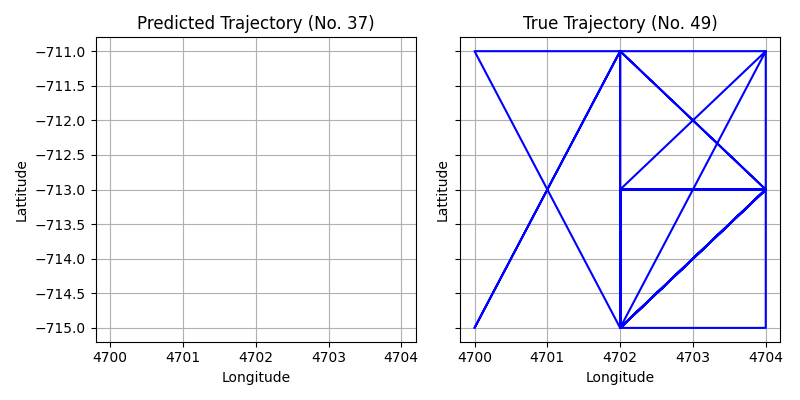 Predicted Trajectory (No. 37)
−711.0
−711.5
−712.0
−712.5
−713.0
−713.5
−714.0
−714.5
−715.0
Lattitude
4700 4701 4702 4703 4704
Longitude
True Trajectory (No. 49)
Lattitude
4700 4701 4702 4703 4704
Longitude